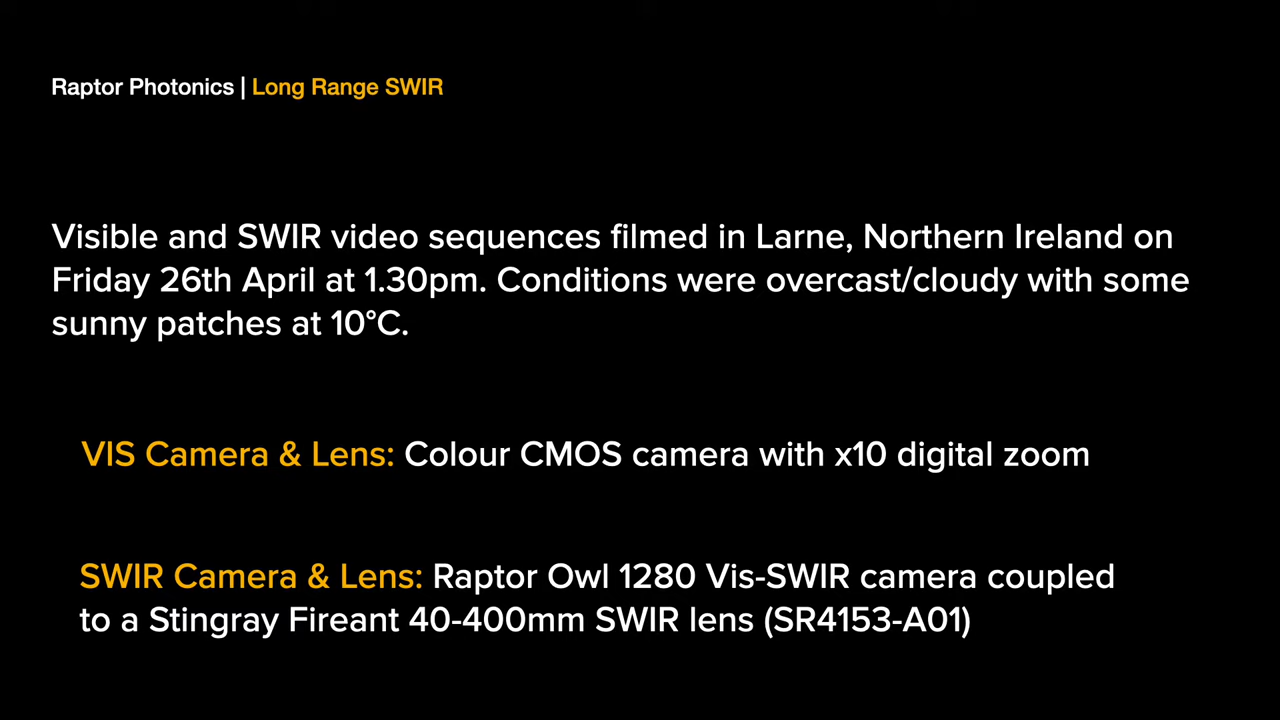 Raptor Photonics | Long Range SWIR
Visible and SWIR video sequences filmed in Larne, Northern Ireland on
Friday 26th April at 1.30pm. Conditions were overcast/cloudy with some
sunny patches at 10°C.
VIS Camera & Lens: Colour CMOS camera with x10 digital zoom
SWIR Camera & Lens: Raptor Owl 1280 Vis-SWIR camera coupled
to a Stingray Fireant 40-400mm SWIR lens (SR4153-A01)